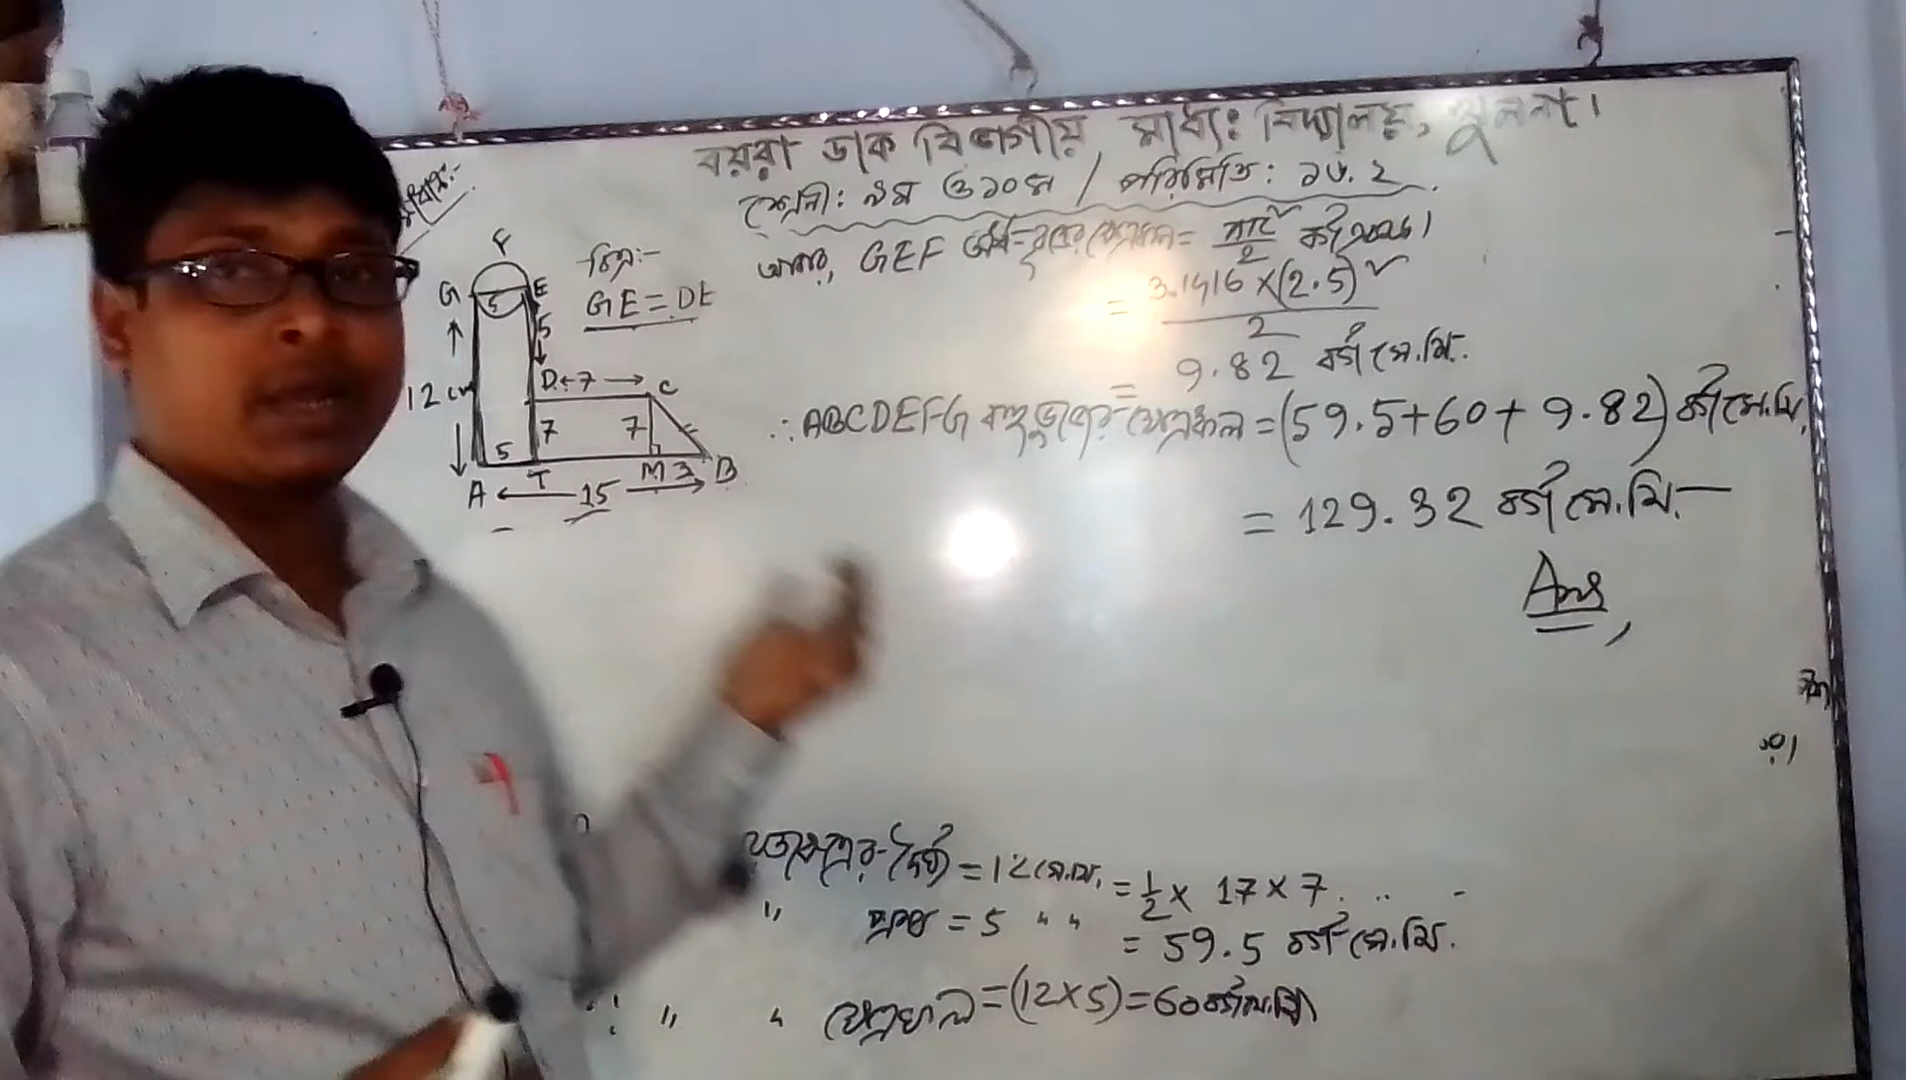 বয়রা ডাক বিভাগীয় মাধ্যঃ বিদ্যালয়, খুলনা।
শ্রেনী: ৯ম ও ১০ম / পরিমিতি: ১৬.২
আবার, GEF অর্ধ-বৃত্তের ক্ষেত্রফল = πr²/2 বর্গ একক।
= 3.1416 × (2.5)²/2
= 9.82 বর্গ সে.মি.
∴ ABCDEFG বহুভুজের ক্ষেত্রফল = (59.5 + 60 + 9.82) বর্গ সে.মি.
= 129.32 বর্গ সে.মি.
Ans,
চিত্র:-
GE = DE
F
G E
5
5
12 cm
D ← 7 → C
7 7
5
A T M 3 B
← 15 →
দৈর্ঘ্য = 12 সে.মি.
" প্রস্থ = 5 " "
∴ " " ক্ষেত্রফল = (12×5) = 60 বর্গ সে.মি
= 1/2 × 17 × 7
= 59.5 বর্গ সে.মি.